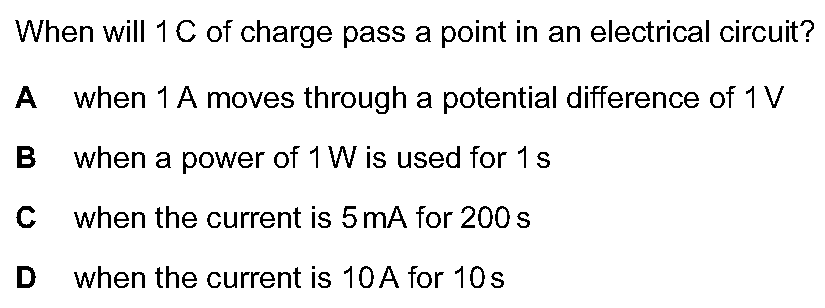 When will 1 C of charge pass a point in an electrical circuit?
A when 1 A moves through a potential difference of 1 V
B when a power of 1 W is used for 1 s
C when the current is 5 mA for 200 s
D when the current is 10 A for 10 s